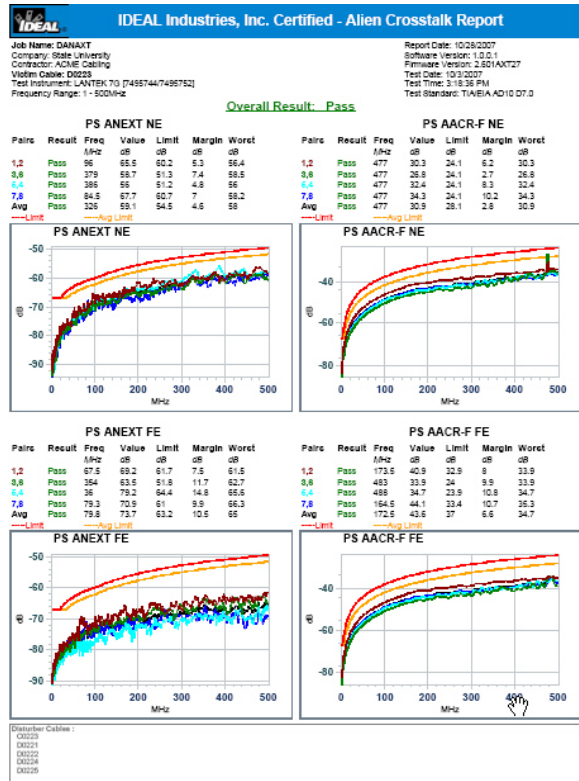 IDEAL
IDEAL Industries, Inc. Certified - Alien Crosstalk Report
Job Name: DANAXT
Company: State University
Contractor: ACME Cabling
Victim Cable: D0223
Test Instrument: LANTEK 7G [7495744/7495752]
Frequency Range: 1 - 500MHz
Report Date: 10/28/2007
Software Version: 1.0.0.1
Firmware Version: 2.601AXT27
Test Date: 10/3/2007
Test Time: 3:18:36 PM
Test Standard: TIA/EIA AD10 D7.0
Overall Result: Pass
PS ANEXT NE
Pairs Result Freq Value Limit Margin Worst
MHz dB dB dB dB
1,2 Pass 96 65.5 60.2 5.3 56.4
3,6 Pass 379 58.7 51.3 7.4 58.5
5,4 Pass 386 56 51.2 4.8 56
7,8 Pass 84.5 67.7 60.7 7 58.2
Avg Pass 326 59.1 54.5 4.6 58
----Limit ----Avg Limit
PS AACR-F NE
Pairs Result Freq Value Limit Margin Worst
MHz dB dB dB dB
1,2 Pass 477 30.3 24.1 6.2 30.3
3,6 Pass 477 26.8 24.1 2.7 26.8
5,4 Pass 477 32.4 24.1 8.3 32.4
7,8 Pass 477 34.3 24.1 10.2 34.3
Avg Pass 477 30.9 28.1 2.8 30.9
----Limit ----Avg Limit
PS ANEXT NE
-50
-60
-70
-80
-90
dB
0 100 200 300 400 500
MHz
PS AACR-F NE
-40
-60
-80
dB
0 100 200 300 400 500
MHz
PS ANEXT FE
Pairs Result Freq Value Limit Margin Worst
MHz dB dB dB dB
1,2 Pass 67.5 69.2 61.7 7.5 61.5
3,6 Pass 354 63.5 51.8 11.7 62.7
5,4 Pass 36 79.2 64.4 14.8 65.6
7,8 Pass 79.3 70.9 61 9.9 66.3
Avg Pass 79.8 73.7 63.2 10.5 65
----Limit ----Avg Limit
PS AACR-F FE
Pairs Result Freq Value Limit Margin Worst
MHz dB dB dB dB
1,2 Pass 173.5 40.9 32.9 8 33.9
3,6 Pass 483 33.9 24 9.9 33.9
5,4 Pass 488 34.7 23.9 10.8 34.7
7,8 Pass 164.5 44.1 33.4 10.7 35.3
Avg Pass 172.5 43.6 37 6.6 34.7
----Limit ----Avg Limit
PS ANEXT FE
-50
-60
-70
-80
-90
dB
0 100 200 300 400 500
MHz
PS AACR-F FE
-40
-60
-80
dB
0 100 200 300 400 500
MHz
Disturber Cables :
D0221
D0222
D0224
D0225